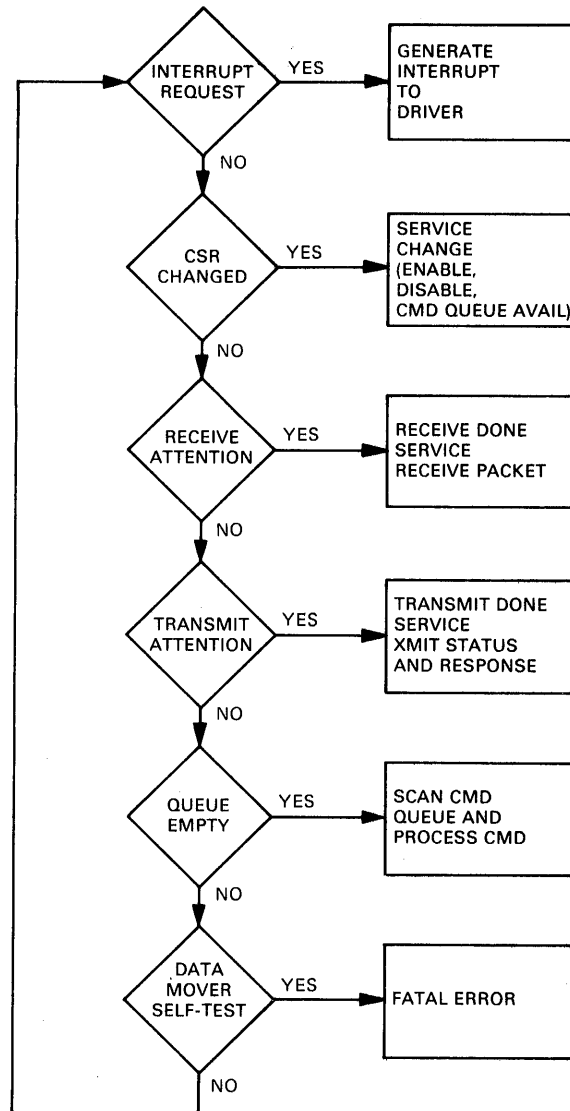 INTERRUPT
REQUEST
YES
GENERATE
INTERRUPT
TO
DRIVER
NO
CSR
CHANGED
YES
SERVICE
CHANGE
(ENABLE,
DISABLE,
CMD QUEUE AVAIL)
NO
RECEIVE
ATTENTION
YES
RECEIVE DONE
SERVICE
RECEIVE PACKET
NO
TRANSMIT
ATTENTION
YES
TRANSMIT DONE
SERVICE
XMIT STATUS
AND RESPONSE
NO
QUEUE
EMPTY
YES
SCAN CMD
QUEUE AND
PROCESS CMD
NO
DATA
MOVER
SELF-TEST
YES
FATAL ERROR
NO